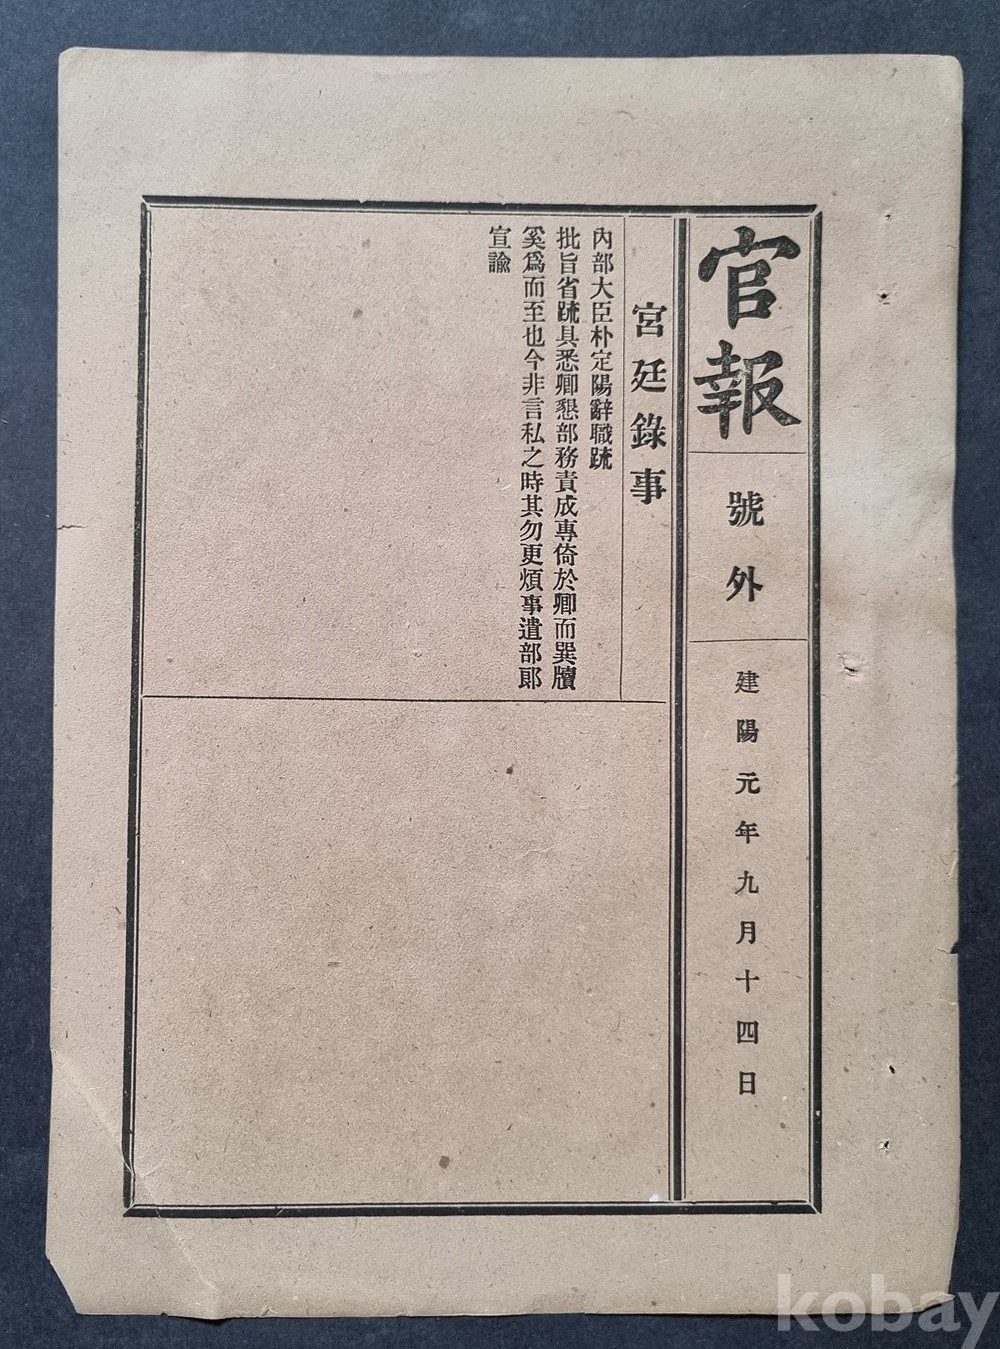 官報
號外
建陽元年九月十四日
宮廷錄事
內部大臣朴定陽辭職疏
批旨省疏具悉卿懇部務責成專倚於卿而巽牘
奚爲而至也今非言私之時其勿更煩事遣部郞
宣諭
kobay